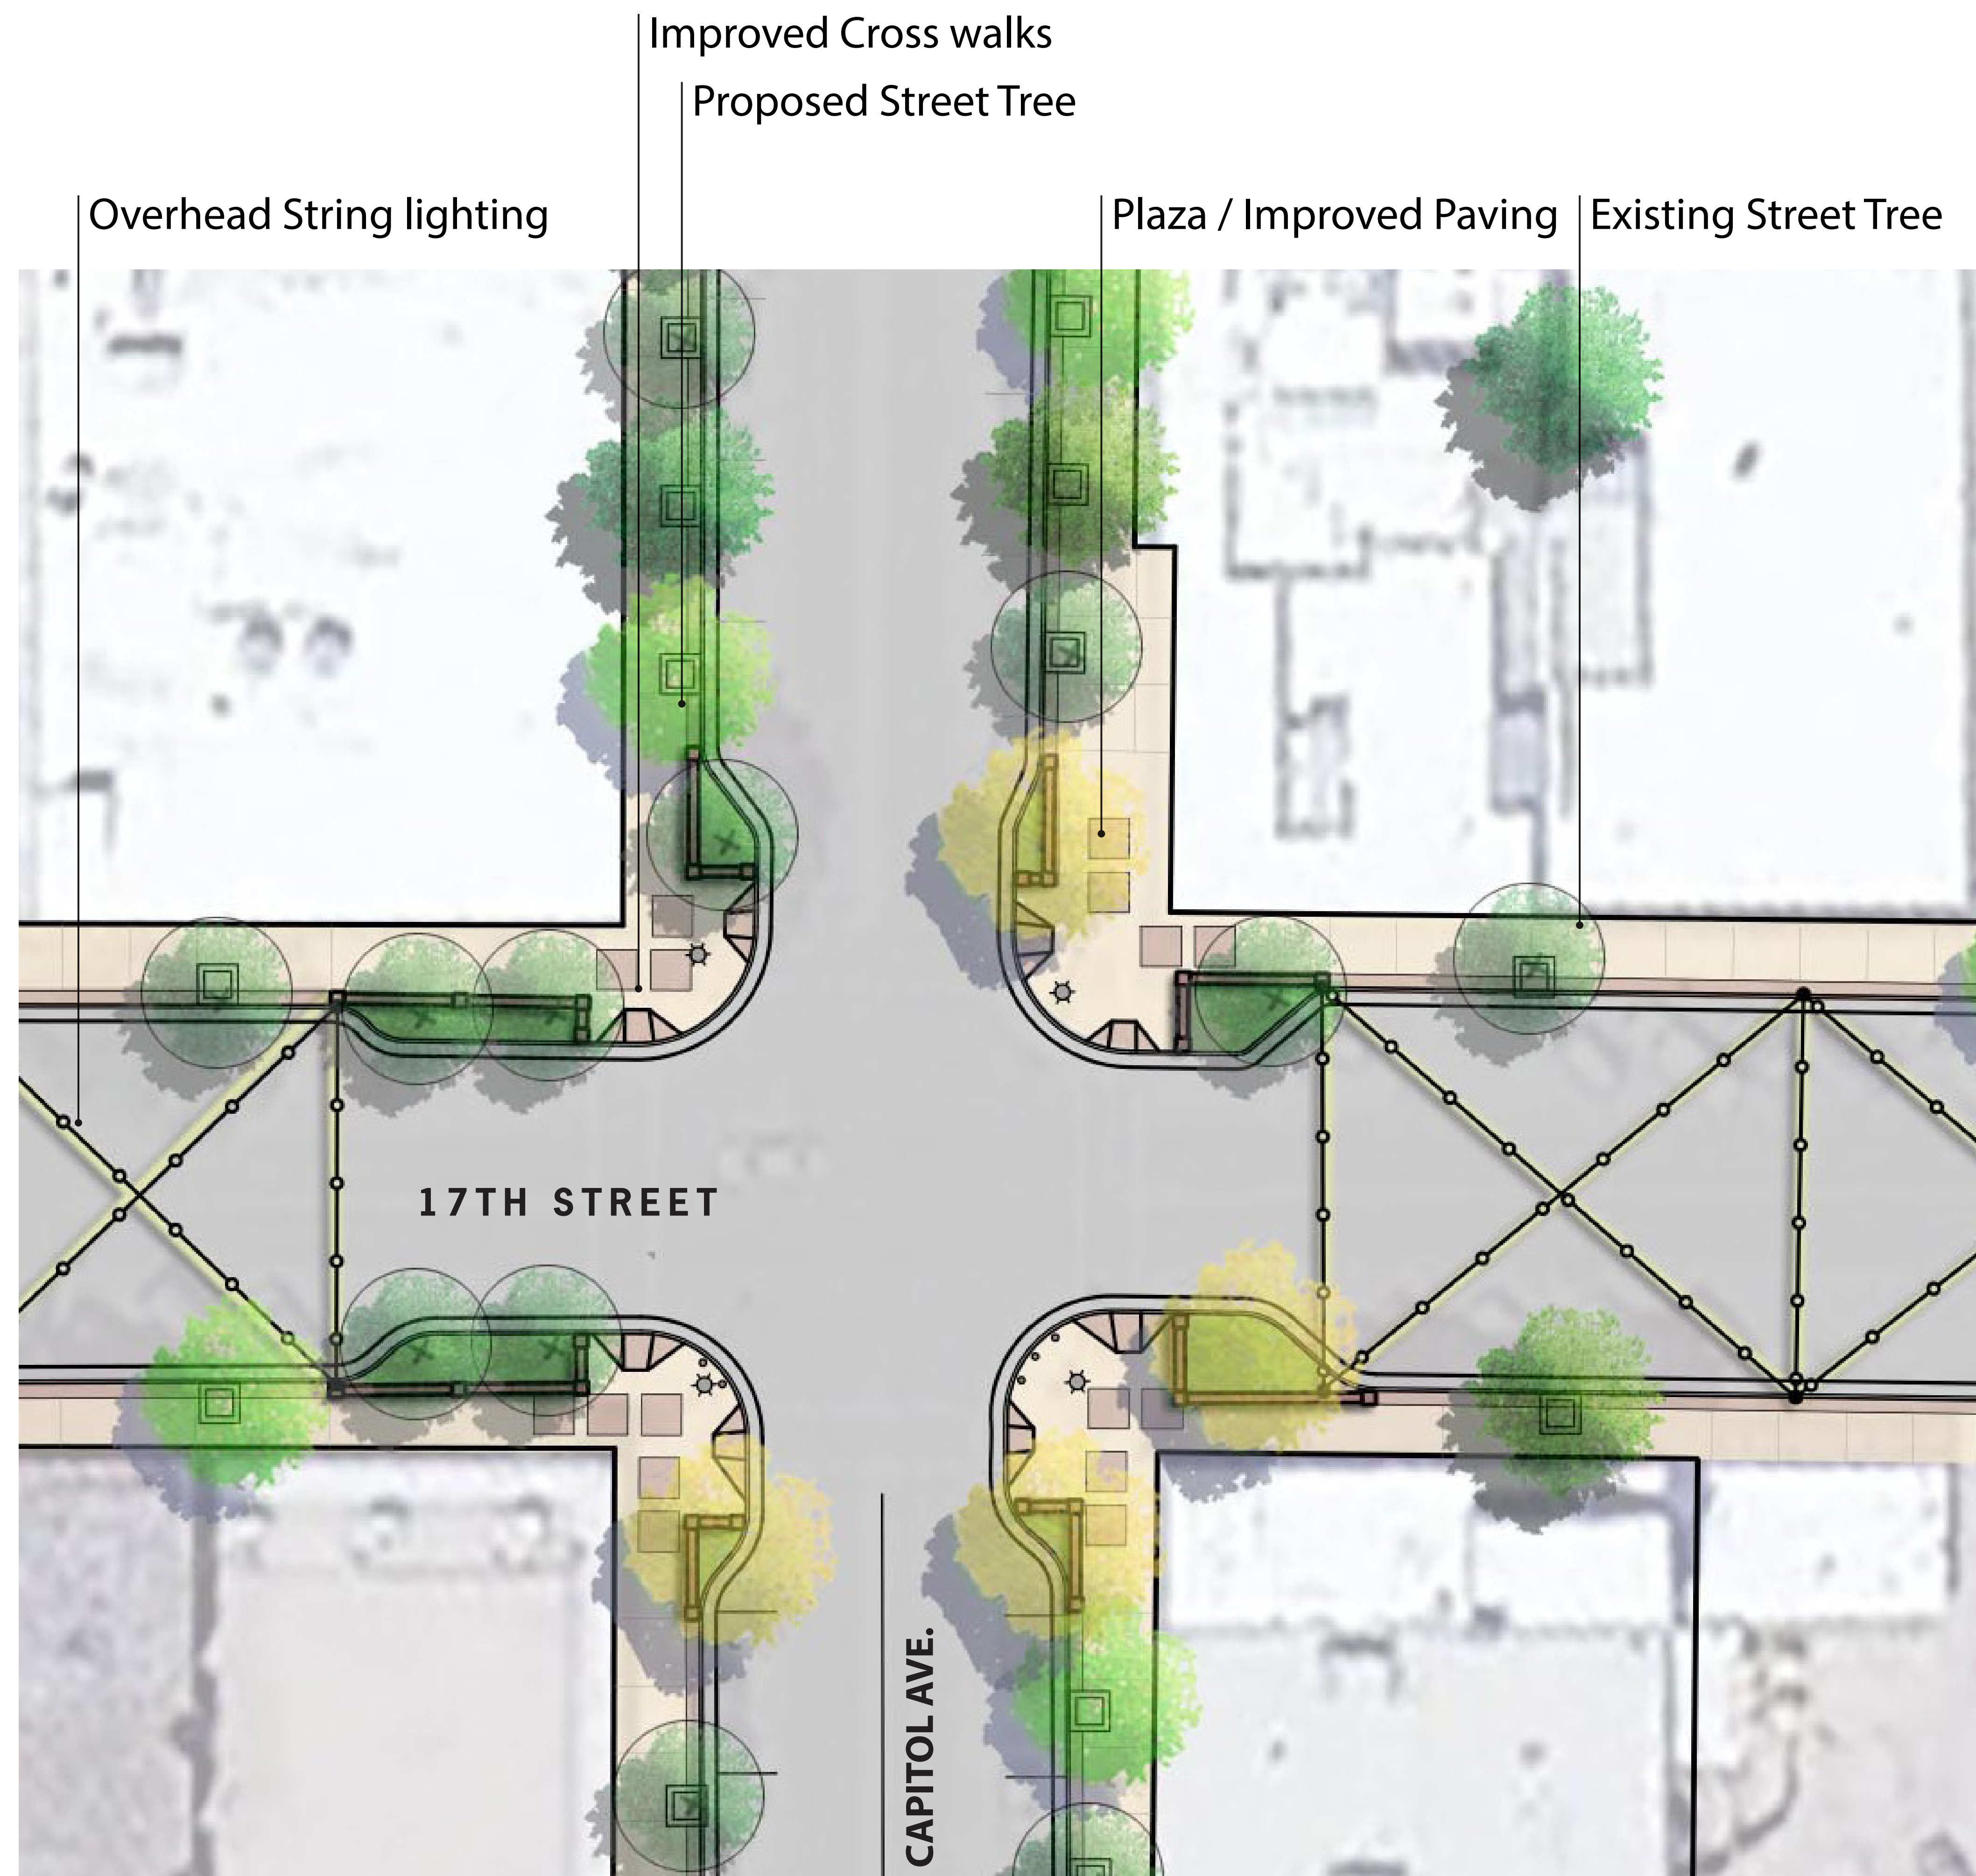 Improved Cross walks
Proposed Street Tree
Overhead String lighting
Plaza / Improved Paving
Existing Street Tree
17TH STREET
CAPITOL AVE.